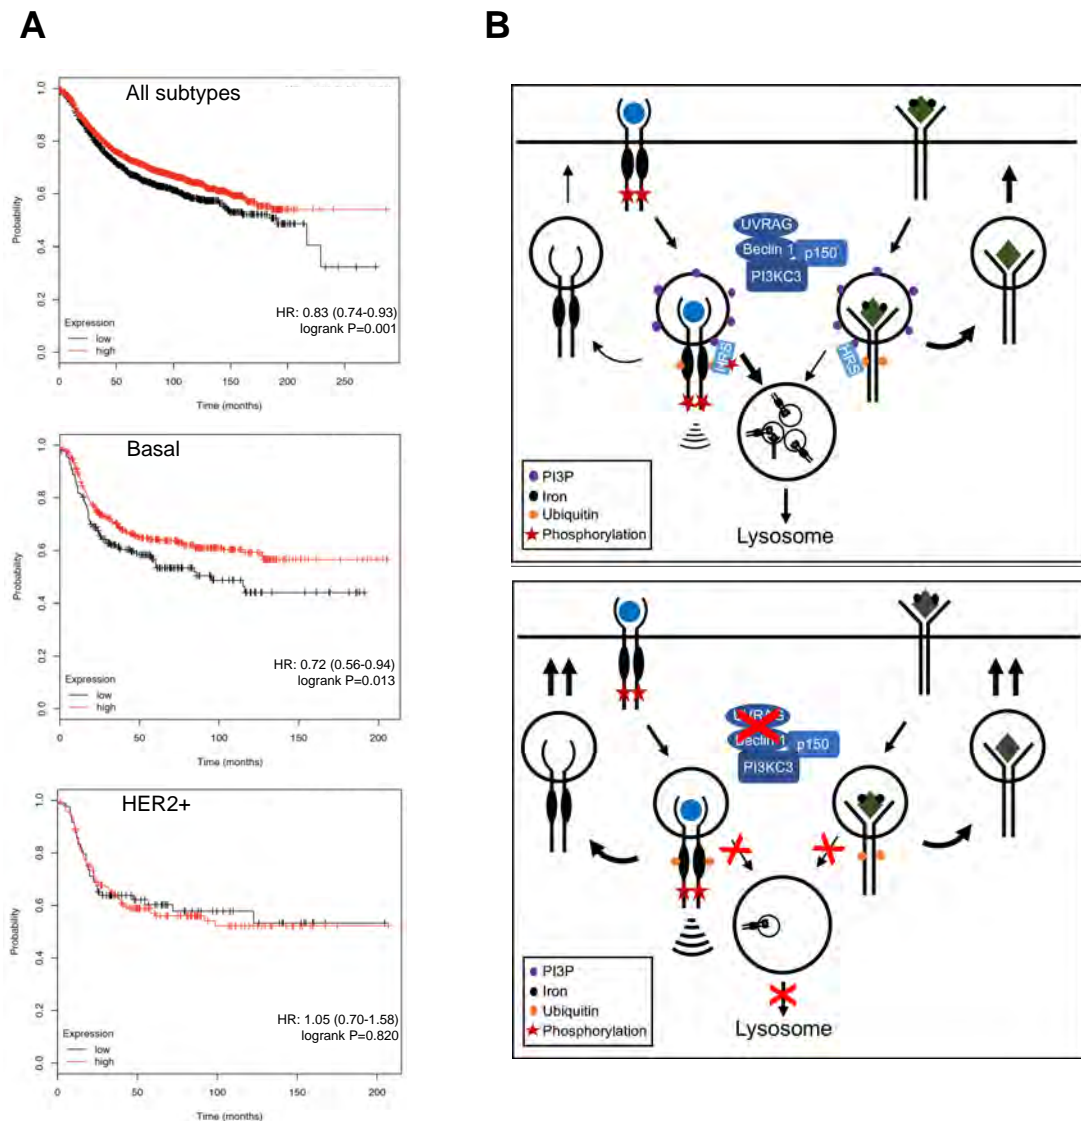 A
All subtypes
1.0
0.8
0.6
0.4
0.2
0.0
Probability
HR: 0.83 (0.74-0.93)
logrank P=0.001
Expression
low
high
0 50 100 150 200 250
Time (months)
Basal
1.0
0.8
0.6
0.4
0.2
0.0
Probability
HR: 0.72 (0.56-0.94)
logrank P=0.013
Expression
low
high
0 50 100 150 200
Time (months)
HER2+
1.0
0.8
0.6
0.4
0.2
0.0
Probability
HR: 1.05 (0.70-1.58)
logrank P=0.820
Expression
low
high
0 50 100 150 200
Time (months)
B
UVRAG
Beclin 1
p150
PI3KC3
HRS
HRS
PI3P
Iron
Ubiquitin
Phosphorylation
Lysosome
UVRAG
Beclin 1
p150
PI3KC3
PI3P
Iron
Ubiquitin
Phosphorylation
Lysosome